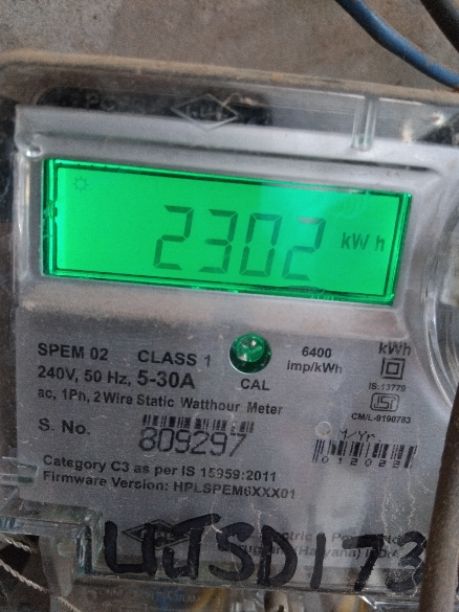 2302 kWh
SPEM 02 CLASS 1 6400 imp/kWh kWh
240V, 50 Hz, 5-30A CAL IS:13779
ac, 1Ph, 2 Wire Static Watthour Meter CM/L-9190783
S. No. 809297 M/Yr.
Category C3 as per IS 15959:2011
Firmware Version: HPLSPEM6XXX01